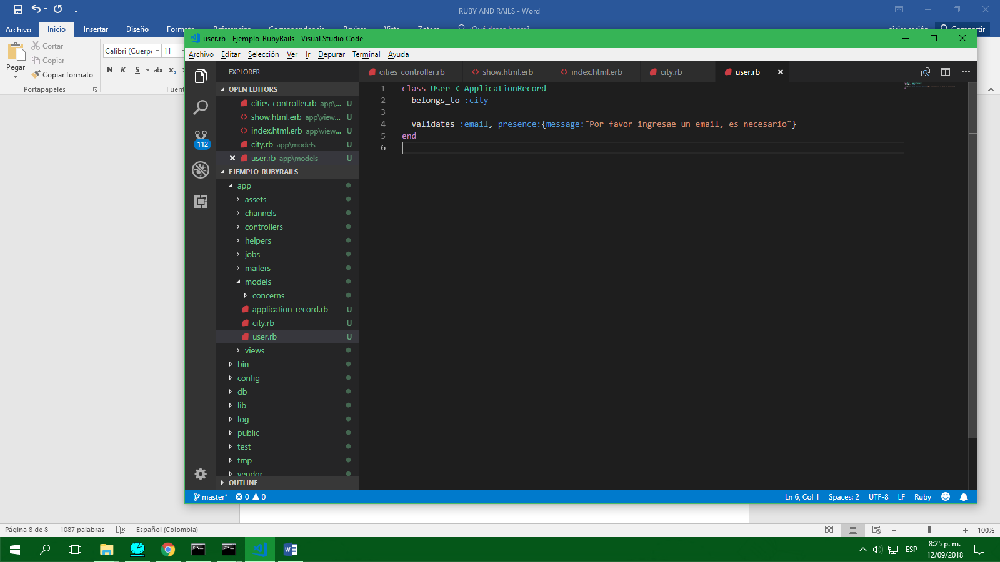 RUBY AND RAILS - Word
Archivo Inicio Insertar Diseño
Cortar
Copiar
Copiar formato
Pegar
Portapapeles
Calibri (Cuerpo 11
N K S abc x₂
Fuent
user.rb - Ejemplo_RubyRails - Visual Studio Code
Archivo Editar Selección Ver Ir Depurar Terminal Ayuda
EXPLORER
cities_controller.rb show.html.erb index.html.erb city.rb user.rb
OPEN EDITORS
cities_controller.rb app\... U
show.html.erb app\view... U
index.html.erb app\view... U
city.rb app\models U
user.rb app\models U
112
EJEMPLO_RUBYRAILS
app
assets
channels
controllers
helpers
jobs
mailers
models
concerns
application_record.rb U
city.rb U
user.rb U
views
bin
config
db
lib
log
public
test
tmp
vendor
OUTLINE
1 class User < ApplicationRecord
2 belongs_to :city
3
4 validates :email, presence:{message:"Por favor ingresae un email, es necesario"}
5 end
6
master* 0 0 Ln 6, Col 1 Spaces: 2 UTF-8 LF Ruby
Página 8 de 8 1087 palabras Español (Colombia) 100%
ESP 8:25 p. m.
12/09/2018